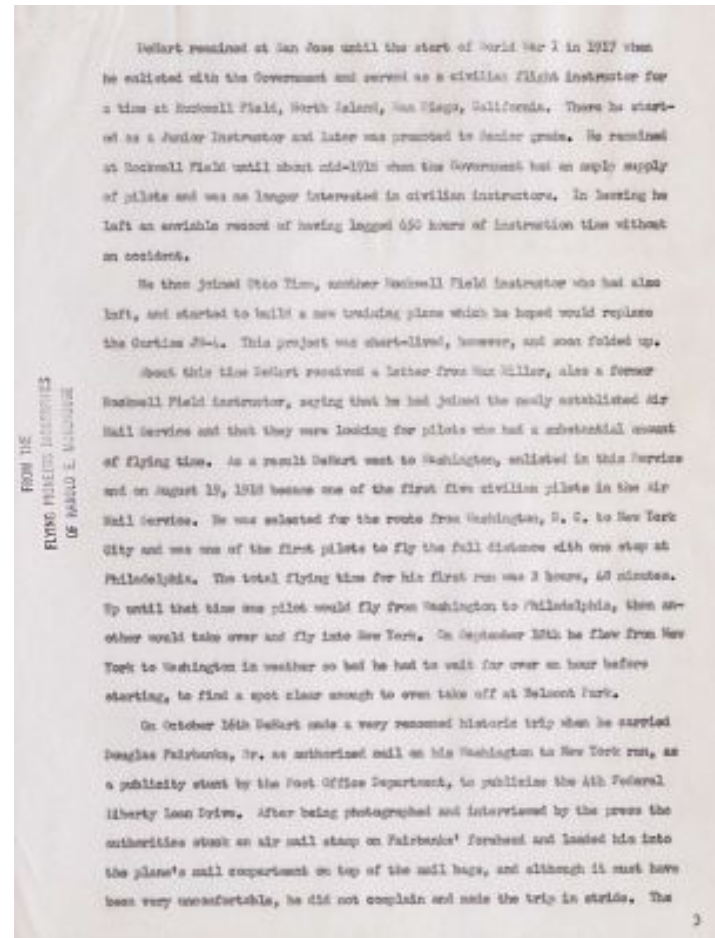 DeHart remained at San Jose until the start of World War I in 1917 when
he enlisted with the Government and served as a civilian flight instructor for
a time at Rockwell Field, North Island, San Diego, California. There he start-
ed as a Junior Instructor and later was promoted to Senior grade. He remained
at Rockwell Field until about mid-1918 when the Government had an ample supply
of pilots and was no longer interested in civilian instructors. In leaving he
left an enviable record of having logged 650 hours of instruction time without
an accident.
He then joined Otto Timm, another Rockwell Field instructor who had also
left, and started to build a new training plane which he hoped would replace
the Curtiss JN-4. This project was short-lived, however, and soon folded up.
About this time DeHart received a letter from Max Miller, also a former
Rockwell Field instructor, saying that he had joined the newly established Air
Mail Service and that they were looking for pilots who had a substantial amount
of flying time. As a result DeHart went to Washington, enlisted in this Service
and on August 19, 1918 became one of the first five civilian pilots in the Air
Mail Service. He was selected for the route from Washington, D. C. to New York
City and was one of the first pilots to fly the full distance with one stop at
Philadelphia. The total flying time for his first run was 3 hours, minutes.
Up until that time one pilot would fly from Washington to Philadelphia, then an-
other would take over and fly into New York. On September he flew from New
York to Washington in weather so bad he had to wait for over an hour before
starting, to find a spot clear enough to even take off at Belmont Park.
On October 16th DeHart made a very renowned historic trip when he carried
Douglas Fairbanks, Sr. as authorized mail on his Washington to New York run, as
a publicity stunt by the Post Office Department, to publicize the 4th Federal
Liberty Loan Drive. After being photographed and interviewed by the press the
authorities stuck an air mail stamp on Fairbanks' forehead and loaded him into
the plane's mail compartment on top of the mail bags, and although it must have
been very uncomfortable, he did not complain and made the trip in stride. The
3
FROM THE
FLYING PIONEERS BIOGRAPHIES
OF HAROLD E. MOREHOUSE